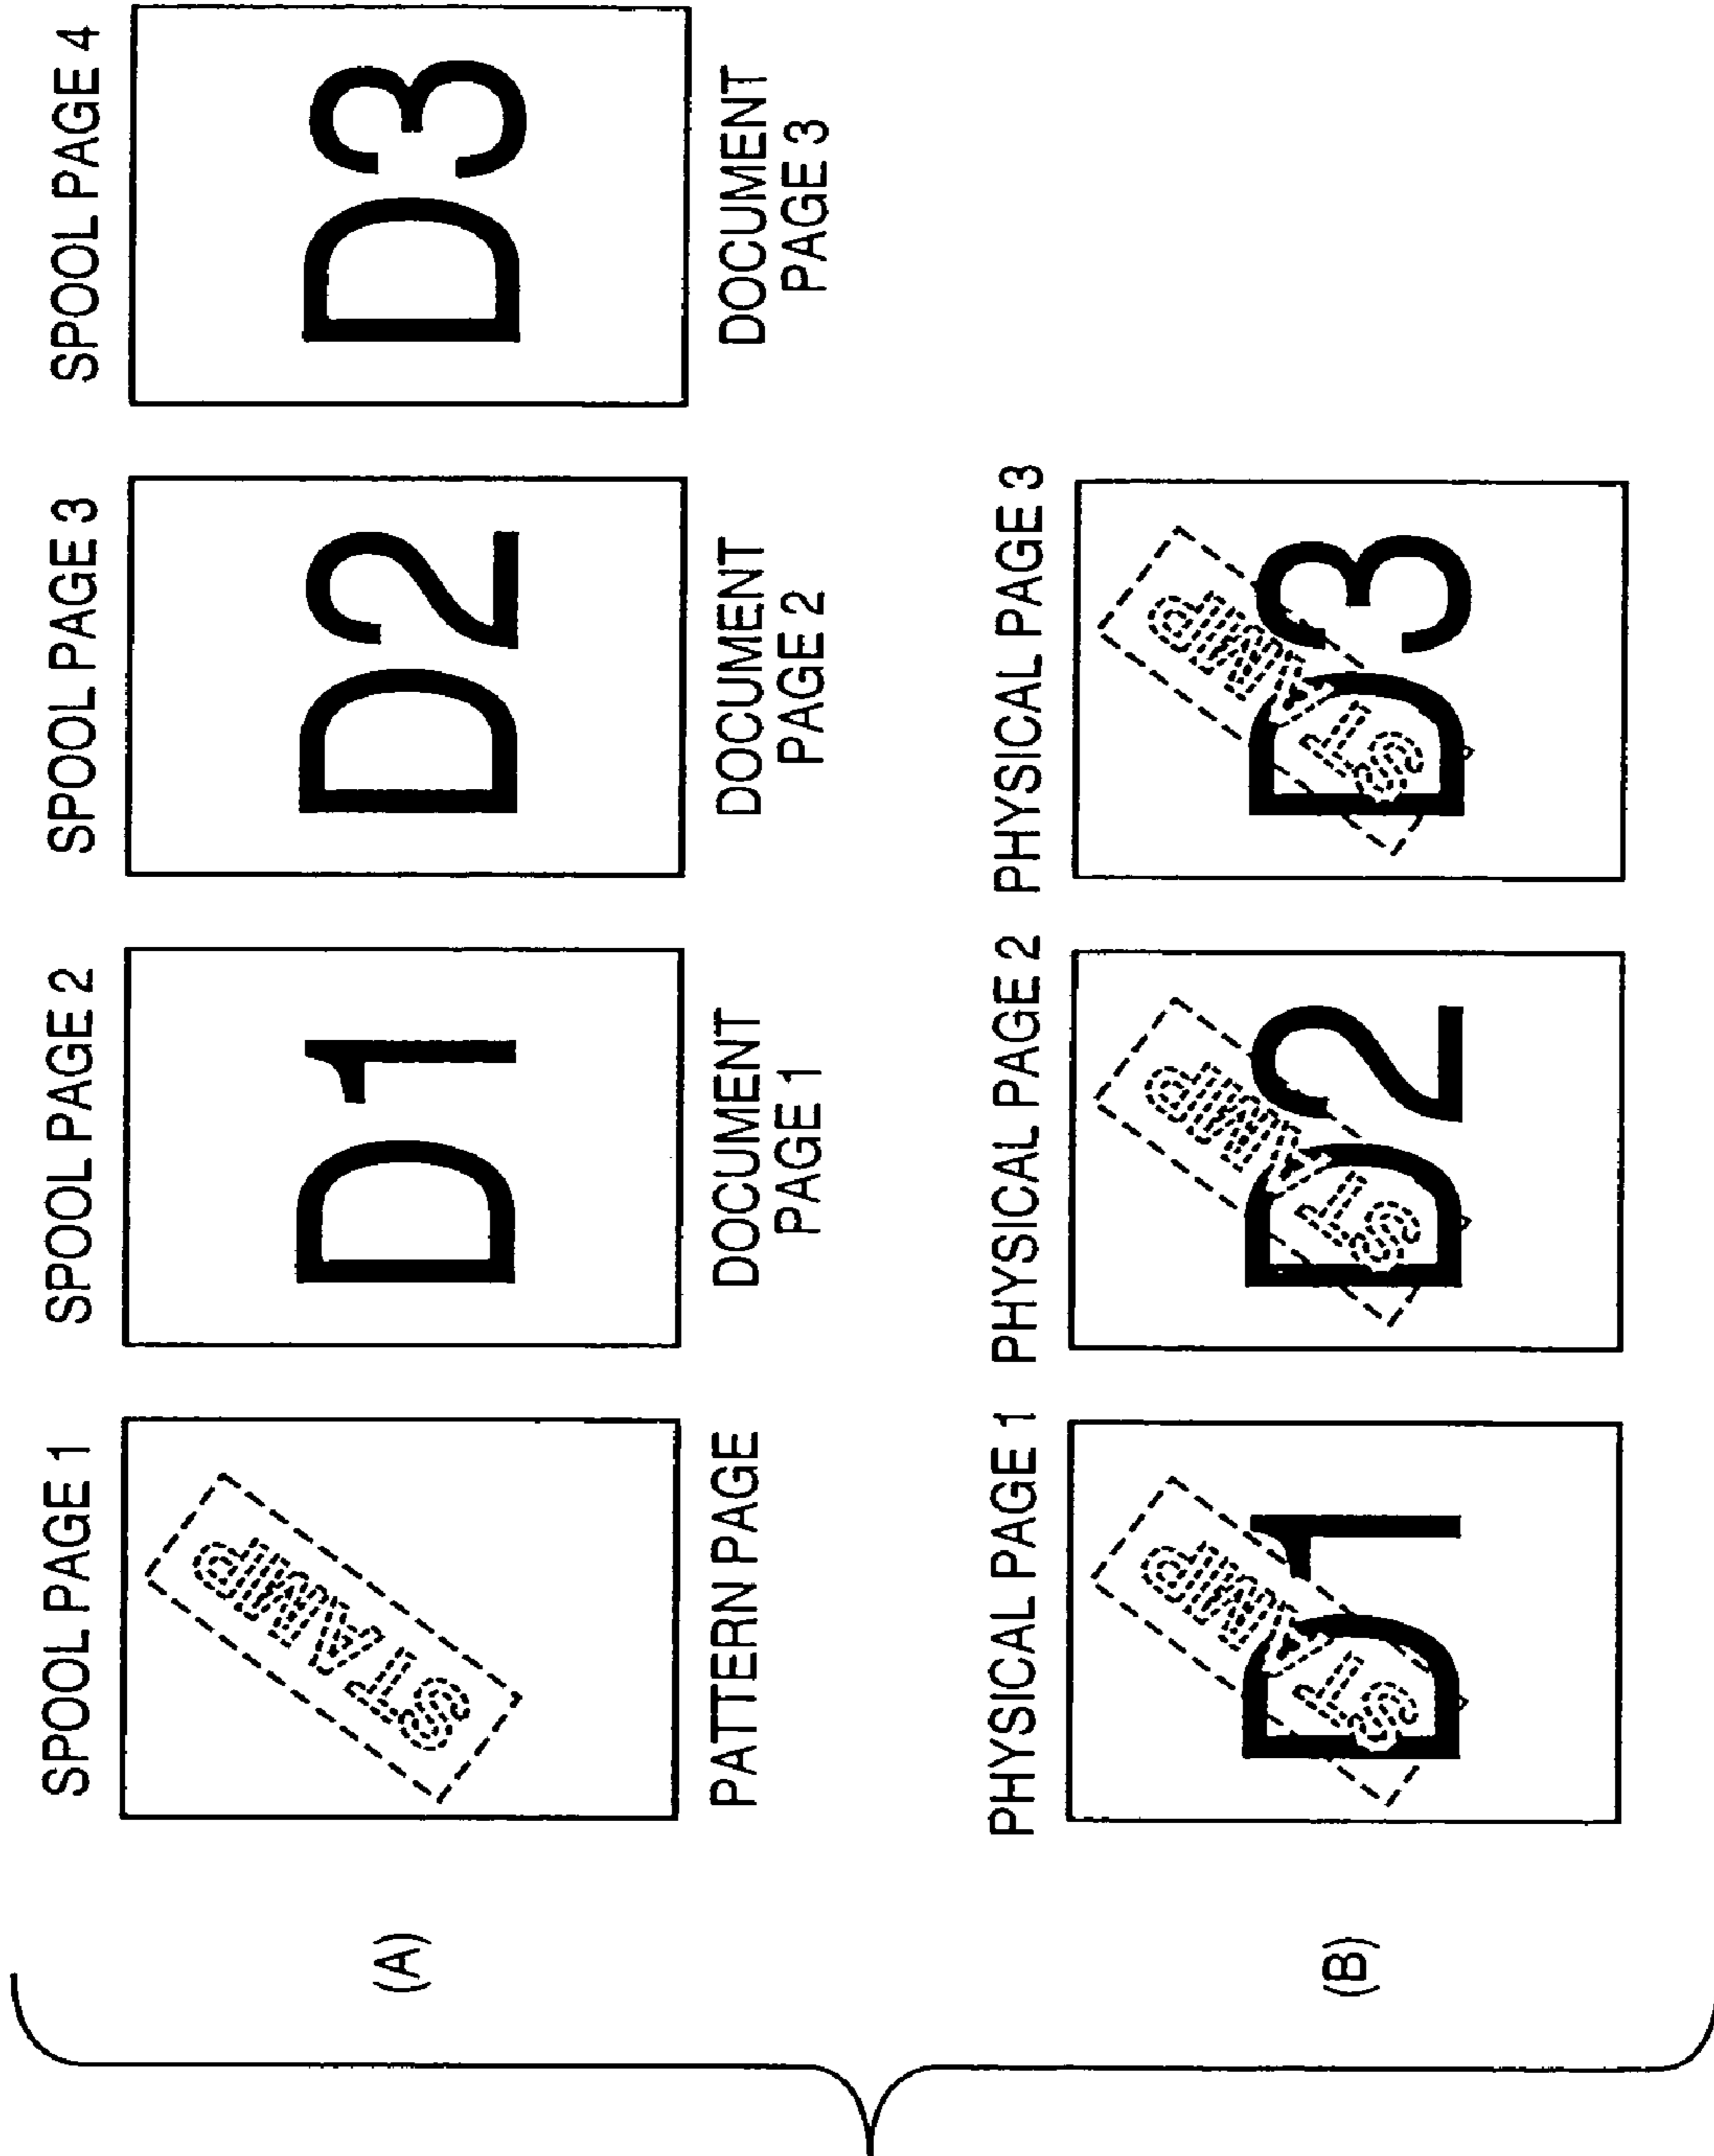 (A)
SPOOL PAGE 1
STAMP
PATTERN PAGE
SPOOL PAGE 2
D1
DOCUMENT
PAGE 1
SPOOL PAGE 3
D2
DOCUMENT
PAGE 2
SPOOL PAGE 4
D3
DOCUMENT
PAGE 3
(B)
PHYSICAL PAGE 1
STAMP
D1
PHYSICAL PAGE 2
STAMP
D2
PHYSICAL PAGE 3
STAMP
D3